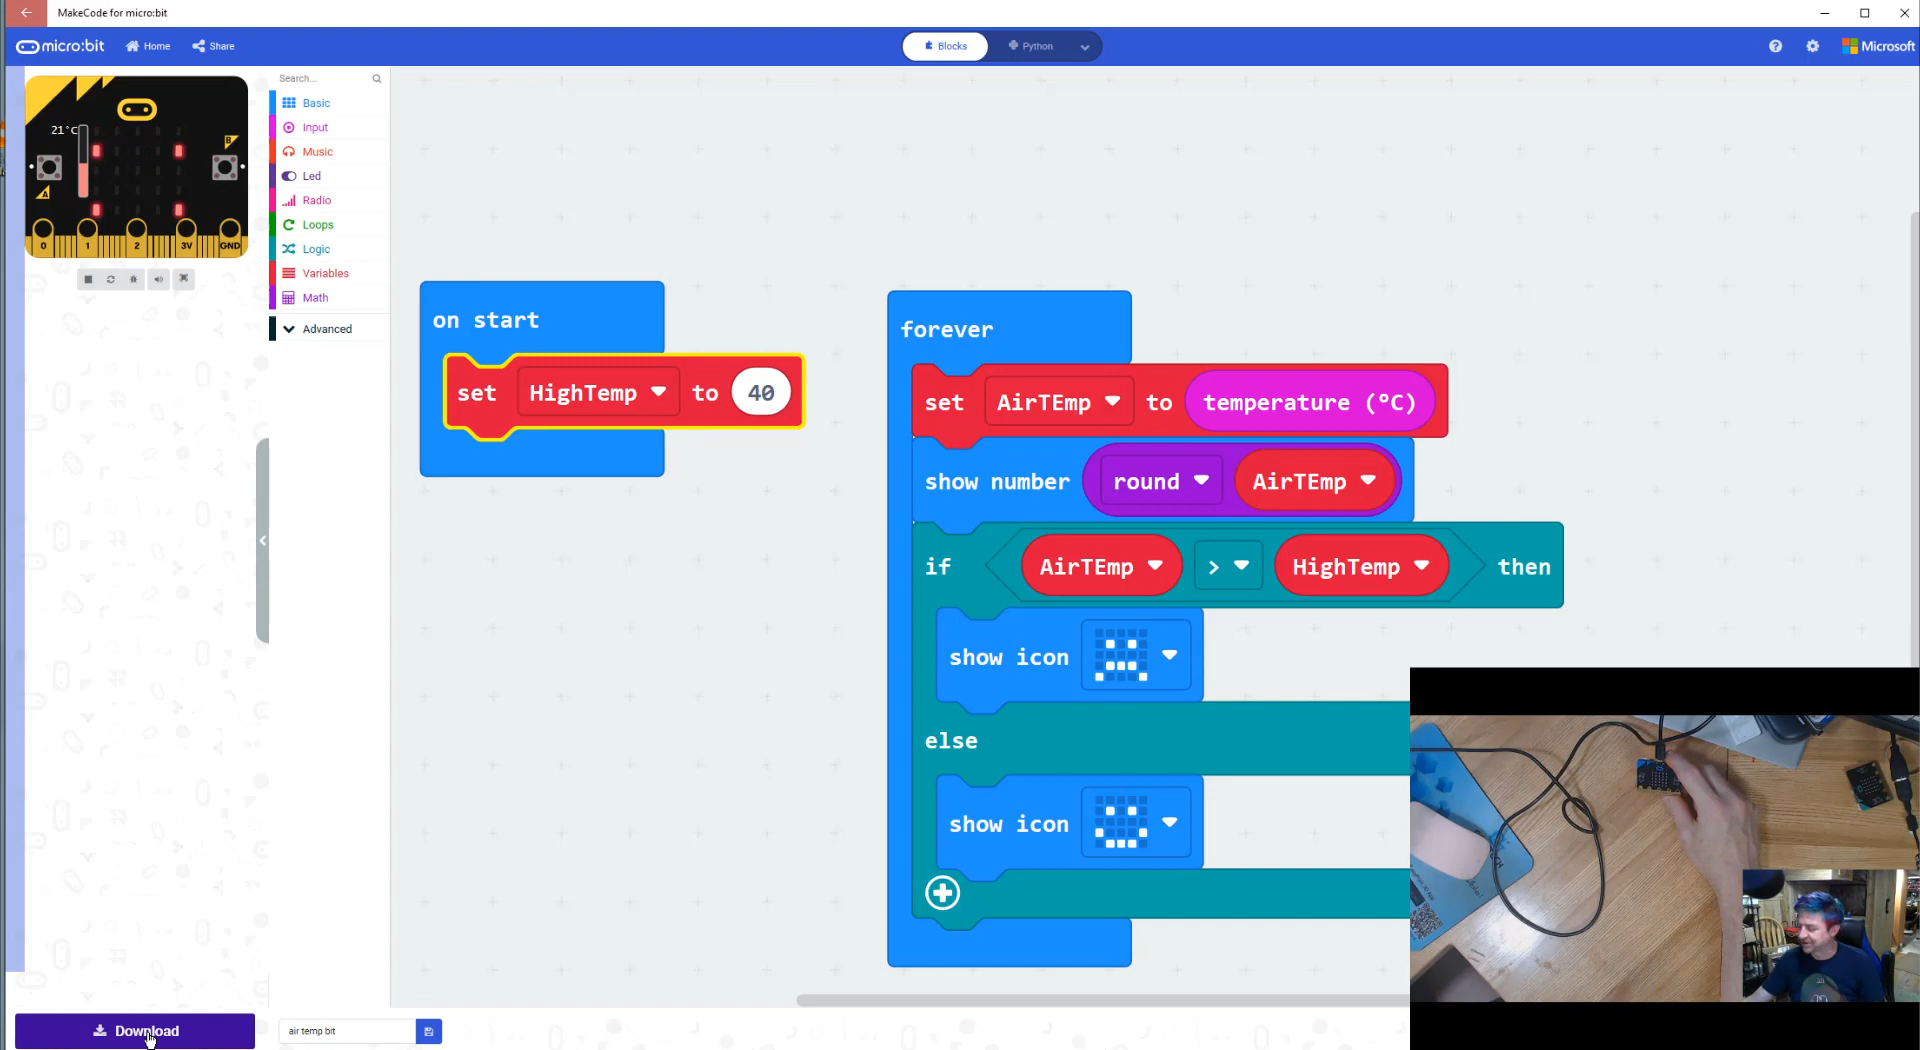 MakeCode for micro:bit
micro:bit Home Share Blocks Python Microsoft
21°C
B
A
0 1 2 3V GND
Search...
Basic
Input
Music
Led
Radio
Loops
Logic
Variables
Math
Advanced
on start
set HighTemp to 40
forever
set AirTEmp to temperature (°C)
show number round AirTEmp
if AirTEmp > HighTemp then
show icon
else
show icon
Download
air temp bit